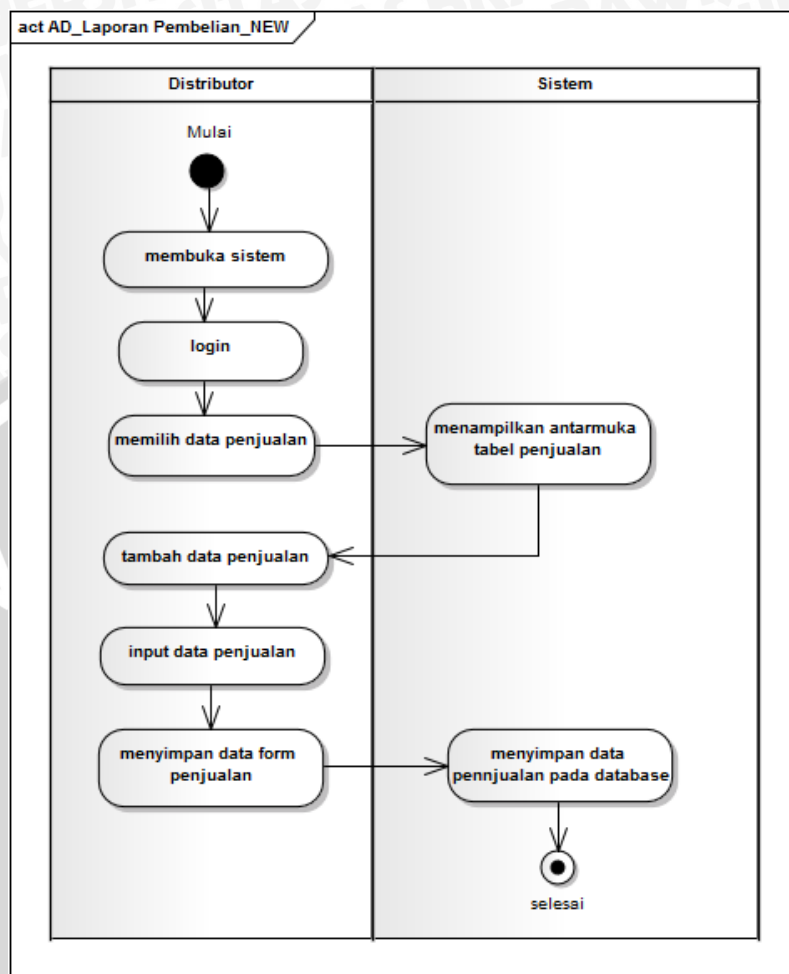 act AD_Laporan Pembelian_NEW
Distributor
Sistem
Mulai
membuka sistem
login
memilih data penjualan
menampilkan antarmuka
tabel penjualan
tambah data penjualan
input data penjualan
menyimpan data form
penjualan
menyimpan data
pennjualan pada database
selesai